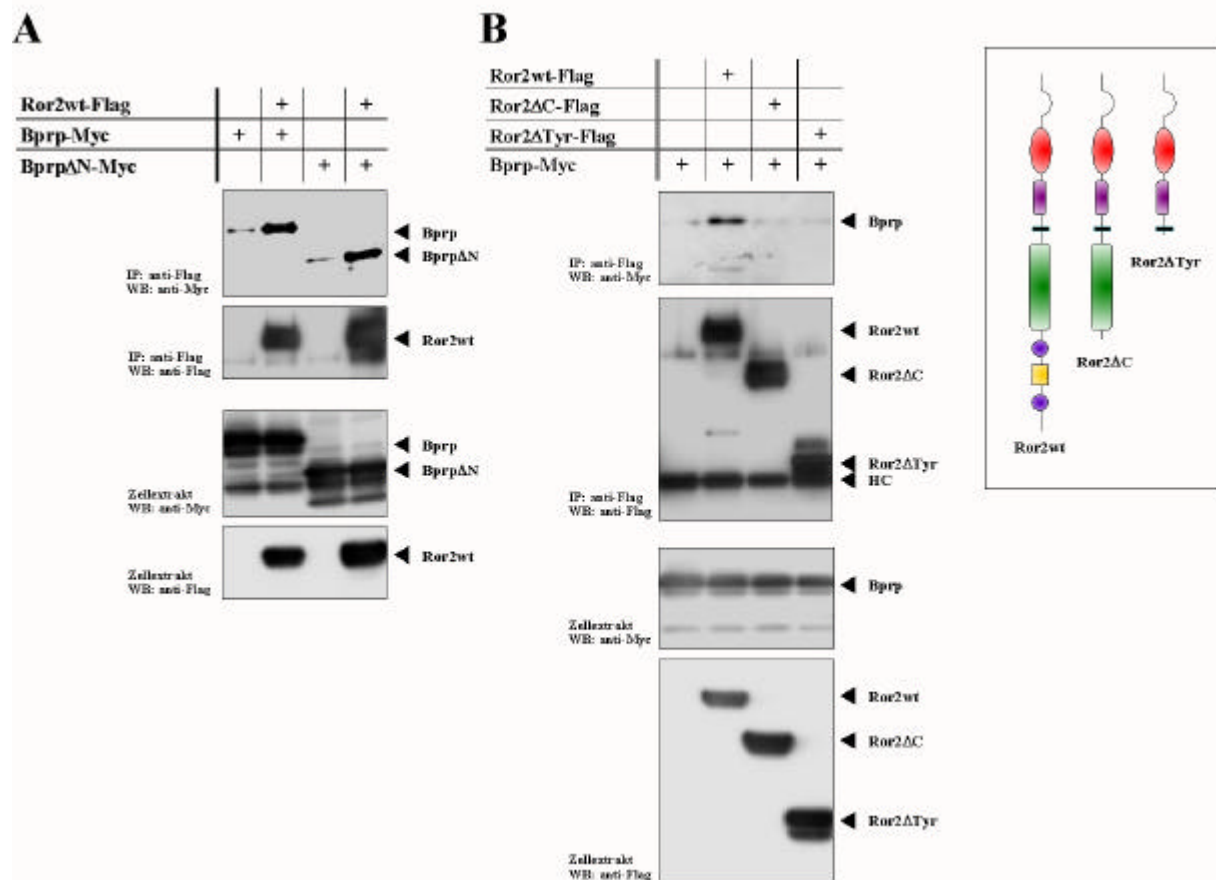 A
Ror2wt-Flag + +
Bprp-Myc + +
BprpΔN-Myc + +
Bprp
BprpΔN
IP: anti-Flag
WB: anti-Myc
Ror2wt
IP: anti-Flag
WB: anti-Flag
Bprp
BprpΔN
Zellextrakt
WB: anti-Myc
Ror2wt
Zellextrakt
WB: anti-Flag
B
Ror2wt-Flag +
Ror2ΔC-Flag +
Ror2ΔTyr-Flag +
Bprp-Myc + + + +
Bprp
IP: anti-Flag
WB: anti-Myc
Ror2wt
Ror2ΔC
Ror2ΔTyr
HC
IP: anti-Flag
WB: anti-Flag
Bprp
Zellextrakt
WB: anti-Myc
Ror2wt
Ror2ΔC
Ror2ΔTyr
Zellextrakt
WB: anti-Flag
Ror2ΔTyr
Ror2ΔC
Ror2wt